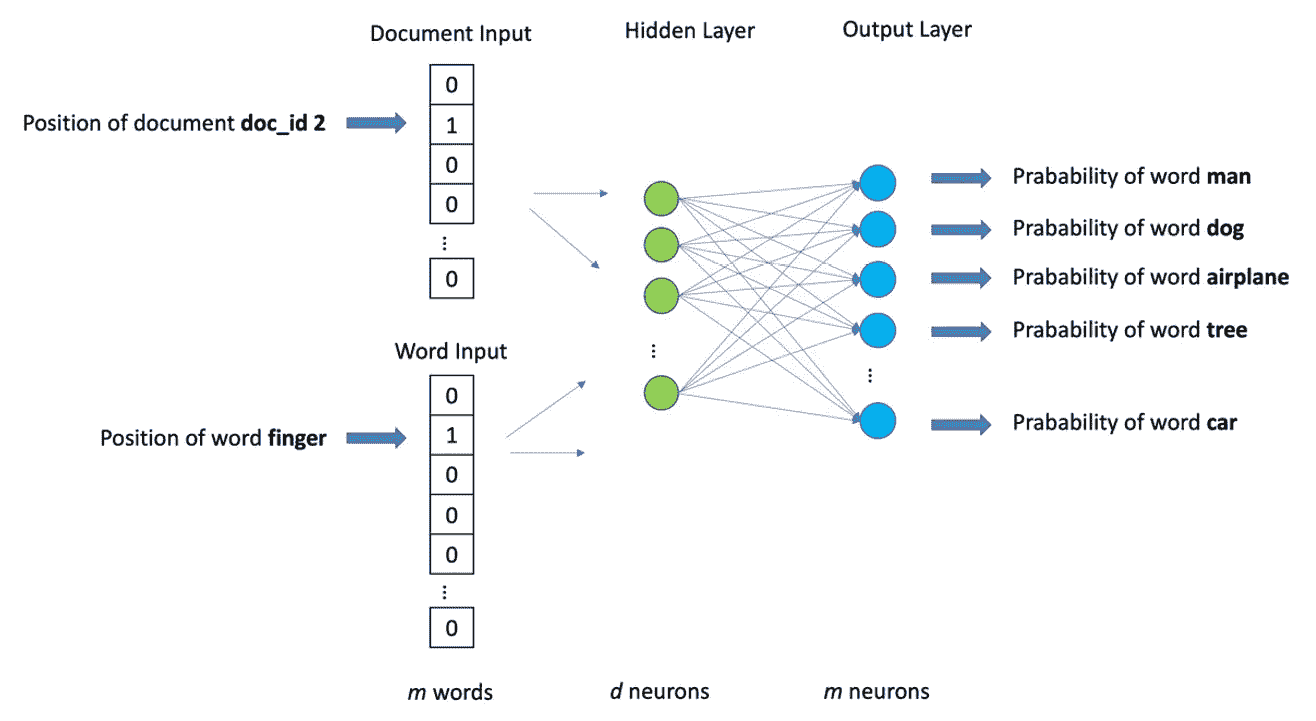 Document Input
Hidden Layer
Output Layer
0
Position of document doc_id 2
1
0
0
...
0
Prabability of word man
Prabability of word dog
Prabability of word airplane
Prabability of word tree
...
...
Prabability of word car
Word Input
0
Position of word finger
1
0
0
0
...
0
m words
d neurons
m neurons